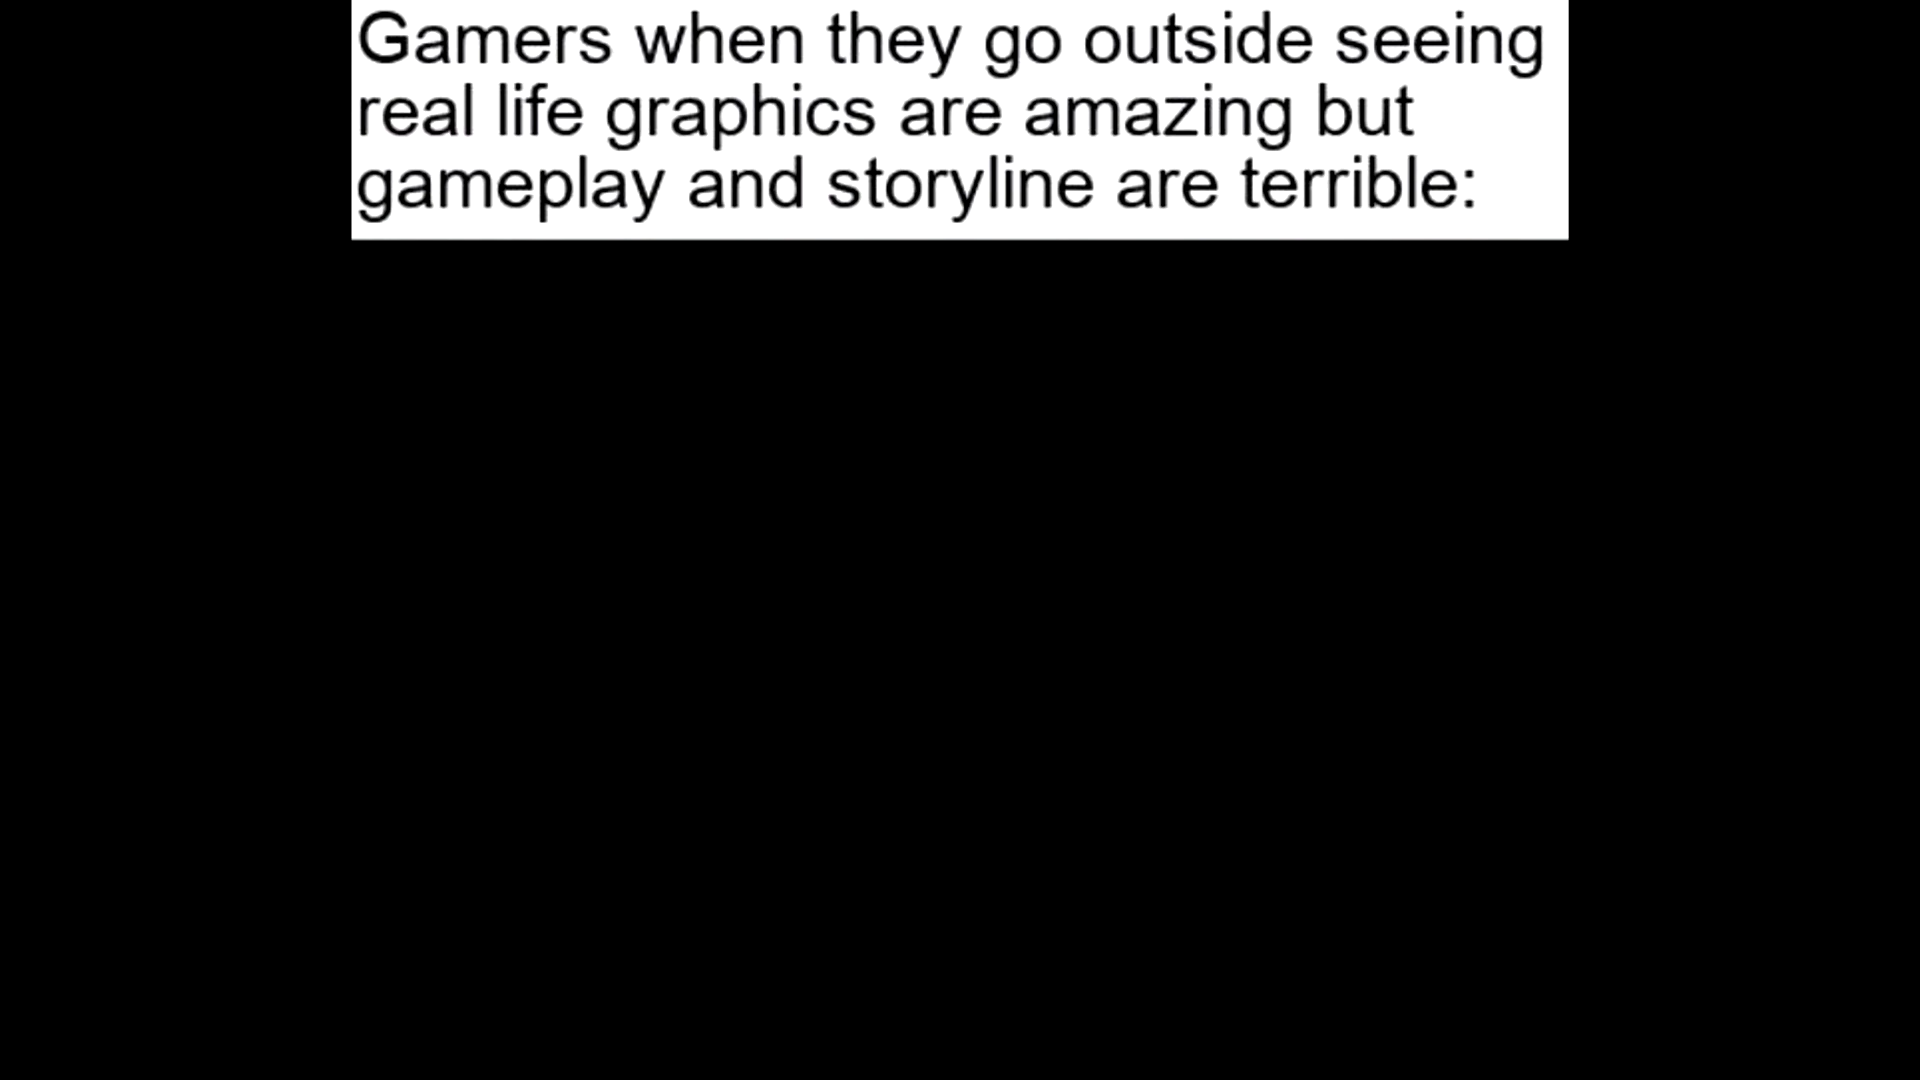 Gamers when they go outside seeing
real life graphics are amazing but
gameplay and storyline are terrible: